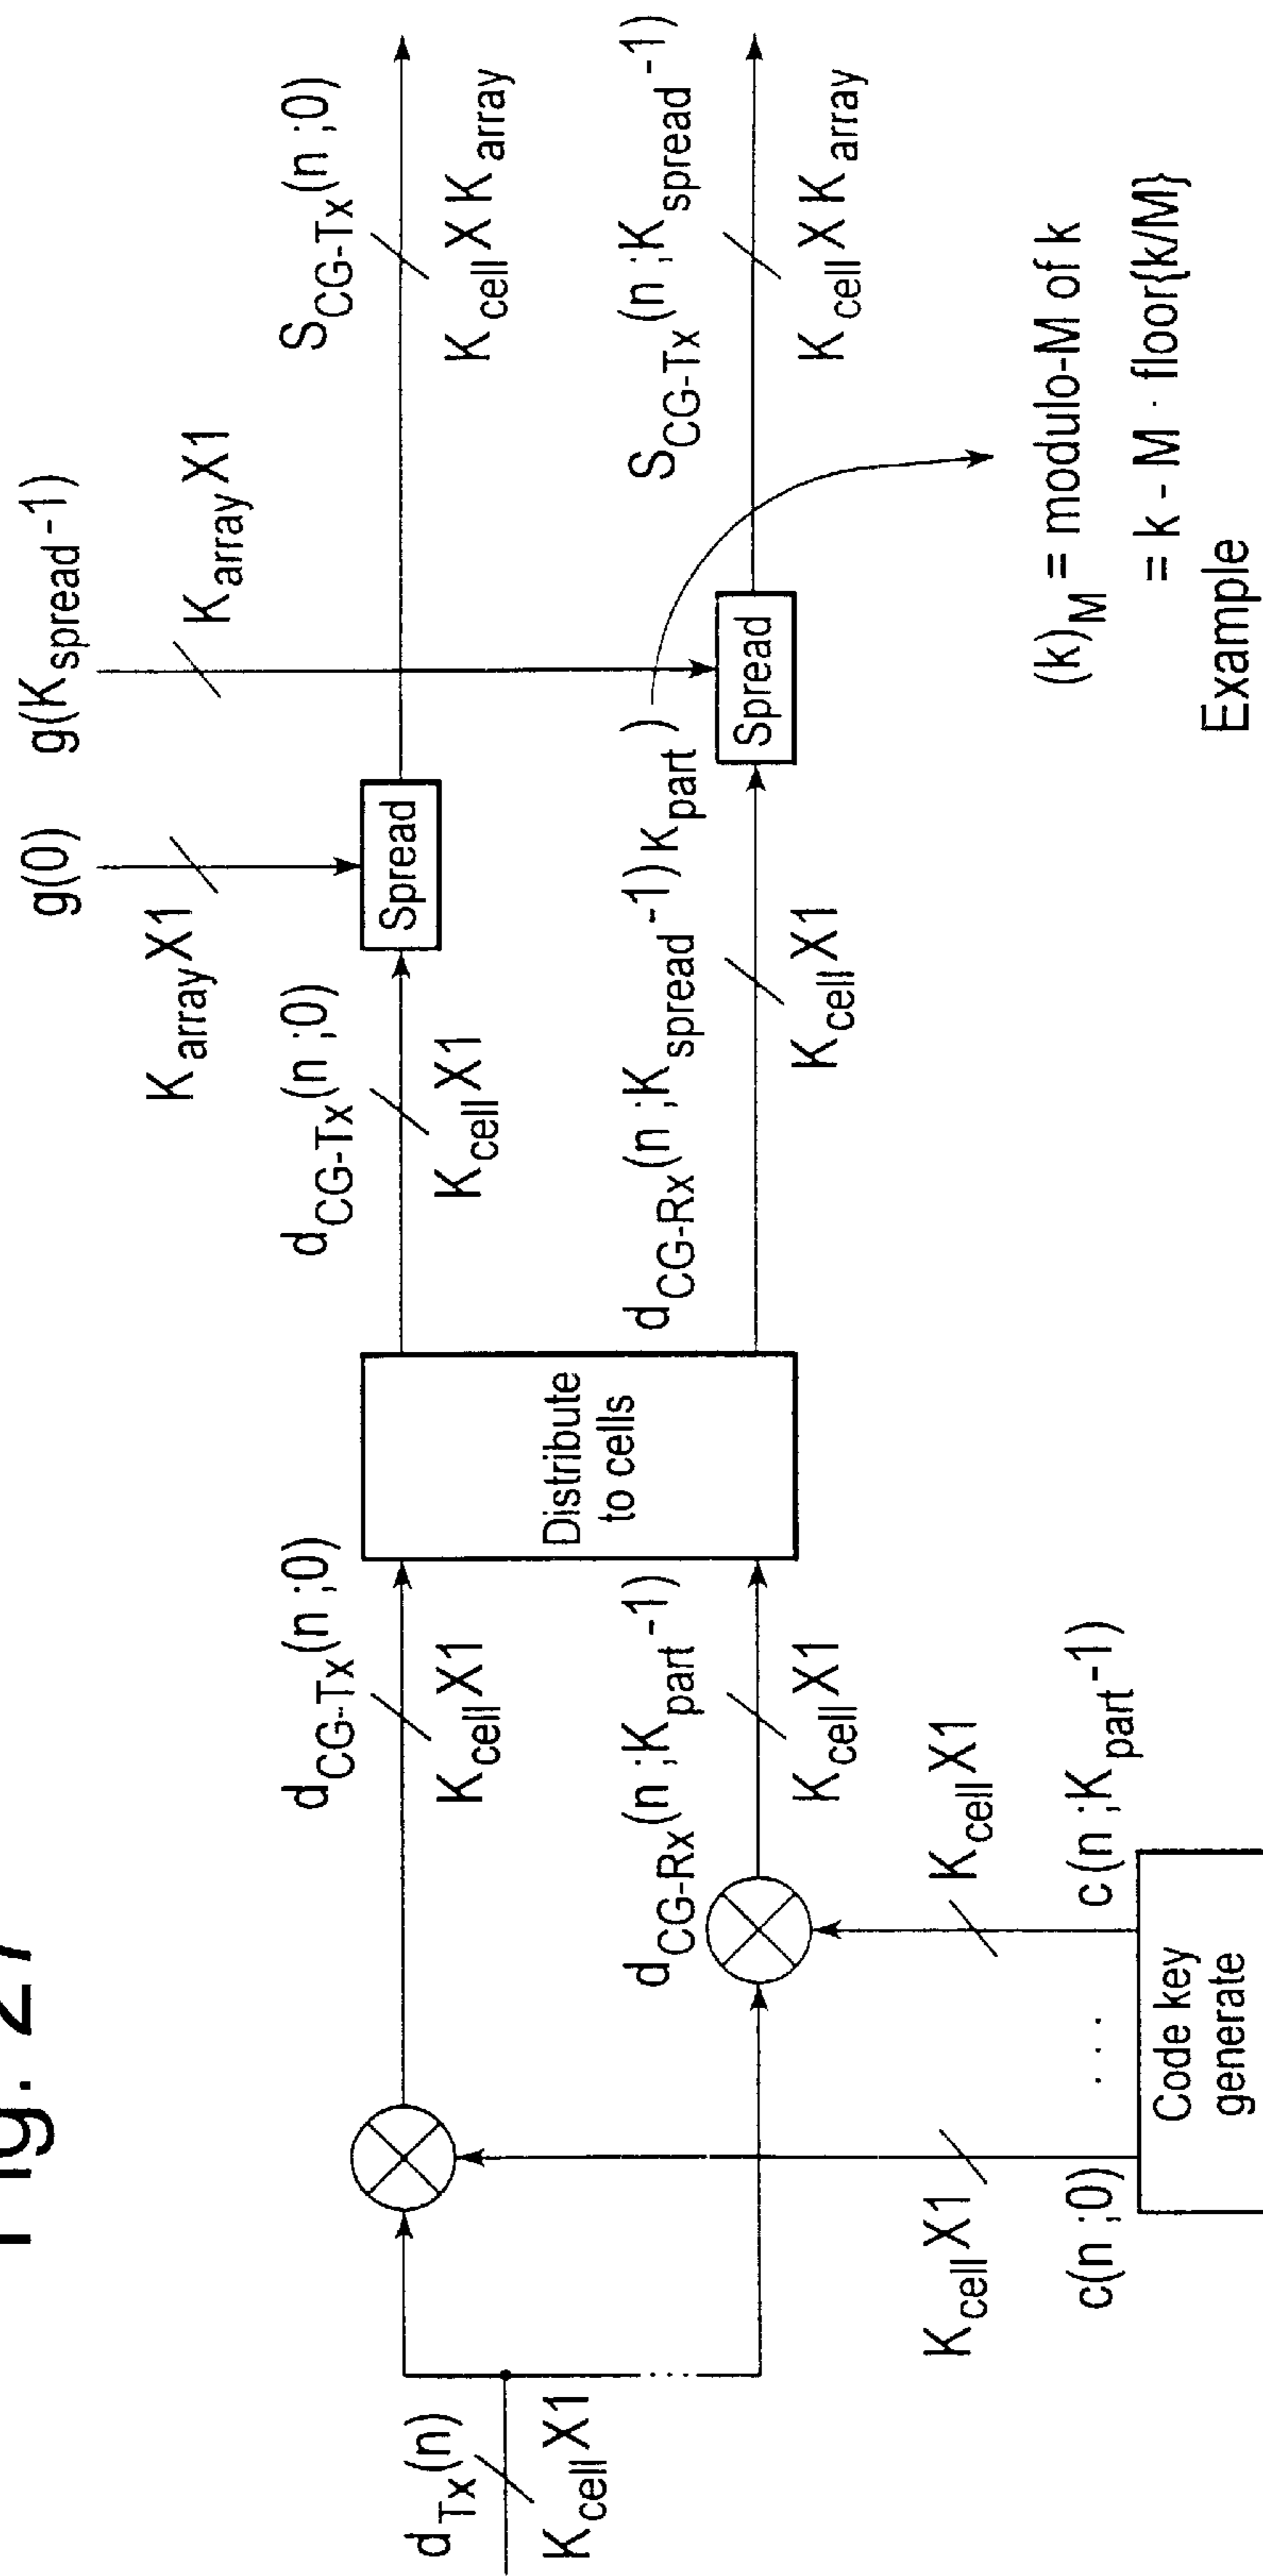 Fig. 27
d_Tx(n)
K_cell X1
d_CG-Tx(n ;0)
K_cell X1
d_CG-Rx(n ;K_part -1)
K_cell X1
K_cell X1
c(n ;0)
. . .
K_cell X1
c(n ;K_part -1)
Code key
generate
Distribute
to cells
d_CG-Tx(n ;0)
K_cell X1
d_CG-Rx(n ;K_spread -1) K_part )
K_cell X1
g(0)
K_array X1
g(K_spread -1)
K_array X1
Spread
Spread
S_CG-Tx(n ;0)
K_cell X K_array
S_CG-Tx(n ;K_spread -1)
K_cell X K_array
(k)_M = modulo-M of k
= k - M · floor{k/M}
Example